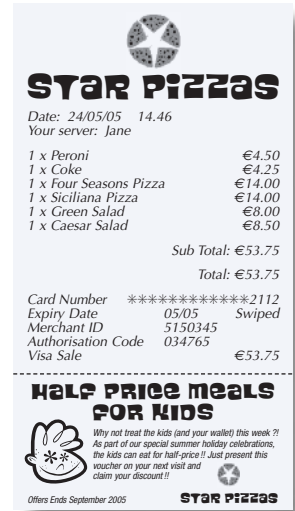 STAR PIZZAS
Date: 24/05/05 14.46
Your server: Jane
1 x Peroni €4.50
1 x Coke €4.25
1 x Four Seasons Pizza €14.00
1 x Siciliana Pizza €14.00
1 x Green Salad €8.00
1 x Caesar Salad €8.50
Sub Total: €53.75
Total: €53.75
Card Number ************2112
Expiry Date 05/05 Swiped
Merchant ID 5150345
Authorisation Code 034765
Visa Sale €53.75
HALF PRICE MEALS
FOR KIDS
Why not treat the kids (and your wallet) this week ?!
As part of our special summer holiday celebrations,
the kids can eat for half-price !! Just present this
voucher on your next visit and
claim your discount !!
Offers Ends September 2005 STAR PIZZAS